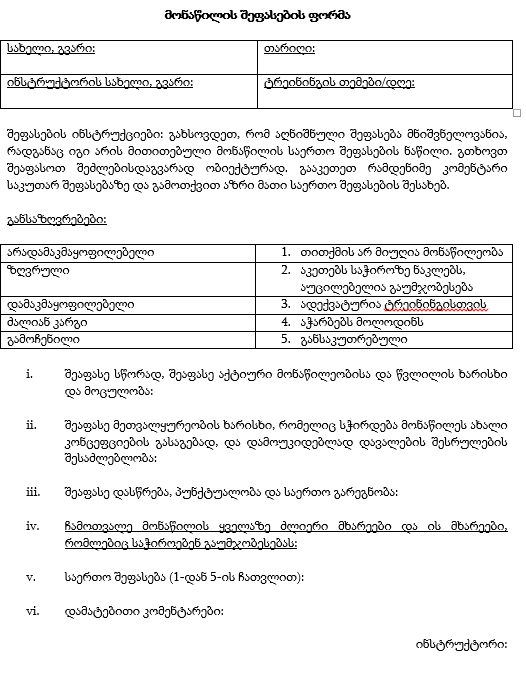 მონაწილის შეფასების ფორმა
სახელი, გვარი: თარიღი:
ინსტრუქტორის სახელი, გვარი: ტრეინინგის თემები/დღე:
შეფასების ინსტრუქციები: გახსოვდეთ, რომ აღნიშნული შეფასება მნიშვნელოვანია,
რადგანაც იგი არის მითითებული მონაწილის საერთო შეფასების ნაწილი. გთხოვთ
შეაფასოთ შეძლებისდაგვარად ობიექტურად. გააკეთეთ რამდენიმე კომენტარი
საკუთარ შეფასებაზე და გამოთქვით აზრი მათი საერთო შეფასების შესახებ.
განსაზღვრებები:
არადამაკმაყოფილებელი 1. თითქმის არ მიუღია მონაწილეობა
ზღვრული 2. აკეთებს საჭიროზე ნაკლებს,
აუცილებელია გაუმჯობესება
დამაკმაყოფილებელი 3. ადექვატურია ტრეინინგისთვის
ძალიან კარგი 4. აჭარბებს მოლოდინს
გამოჩენილი 5. განსაკუთრებული
i. შეაფასე სწორად, შეაფასე აქტიური მონაწილეობისა და წვლილის ხარისხი
და მოცულობა:
ii. შეაფასე მეთვალყურეობის ხარისხი, რომელიც სჭირდება მონაწილეს ახალი
კონცეფციების გასაგებად, და დამოუკიდებლად დავალების შესრულების
შესაძლებლობა:
iii. შეაფასე დასწრება, პუნქტუალობა და საერთო გარეგნობა:
iv. ჩამოთვალე მონაწილის ყველაზე ძლიერი მხარეები და ის მხარეები,
რომლებიც საჭიროებენ გაუმჯობესებას:
v. საერთო შეფასება (1-დან 5-ის ჩათვლით):
vi. დამატებითი კომენტარები:
ინსტრუქტორი: